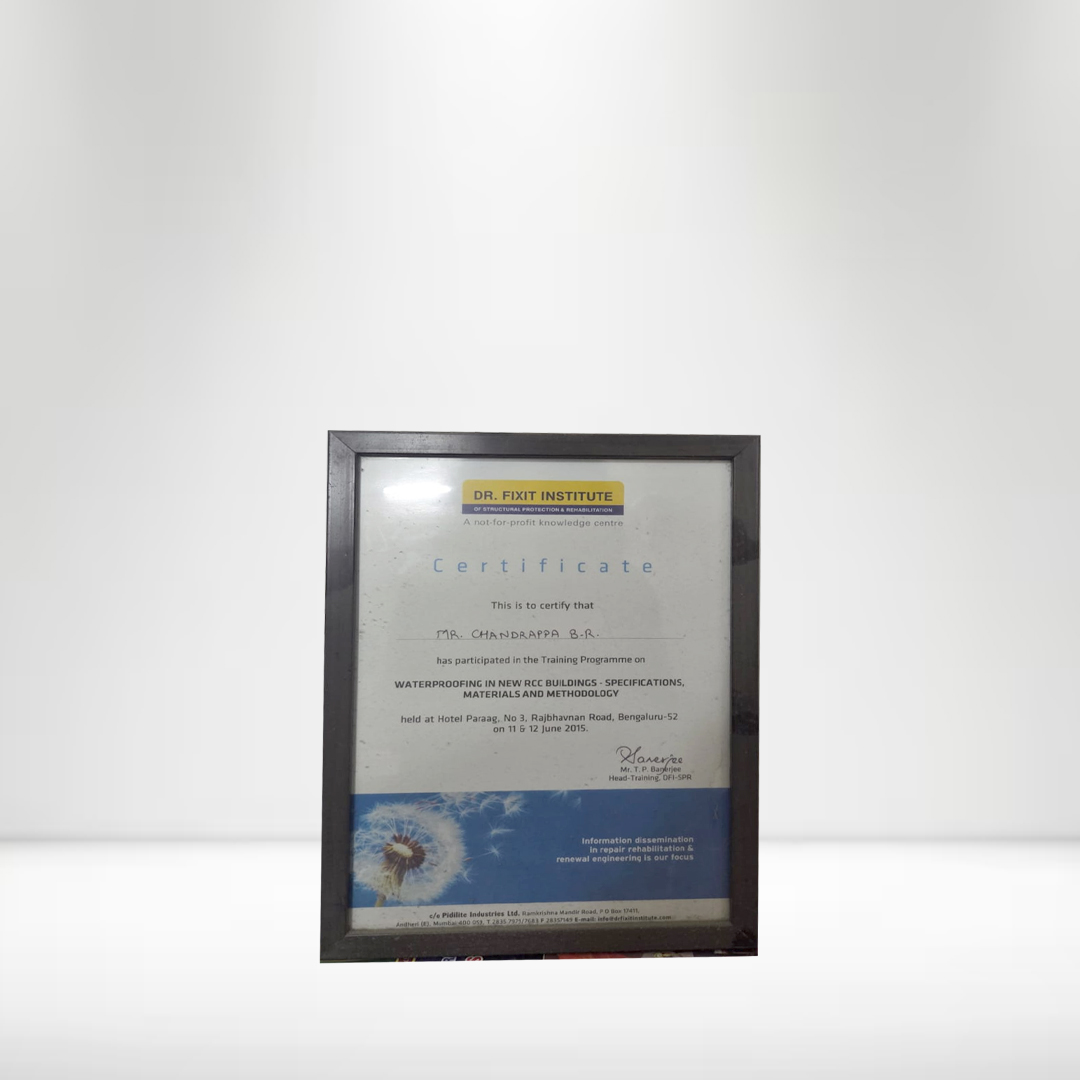 DR. FIXIT INSTITUTE
OF STRUCTURAL PROTECTION & REHABILITATION
A not-for-profit knowledge centre
Certificate
This is to certify that
MR. CHANDRAPPA B.R.
has participated in the Training Programme on
WATERPROOFING IN NEW RCC BUILDINGS - SPECIFICATIONS,
MATERIALS AND METHODOLOGY
held at Hotel Paraag, No 3, Rajbhavnan Road, Bengaluru-52
on 11 & 12 June 2015.
Banerjee
Mr. T. P. Banerjee
Head-Training, DFI-SPR
Information dissemination
in repair rehabilitation &
renewal engineering is our focus
c/o Pidilite Industries Ltd. Ramkrishna Mandir Road, P.O Box 17411,
Andheri (E), Mumbai 400 059. T 2835 7975/7683 F 28357149 E-mail: info@drfixitinstitute.com